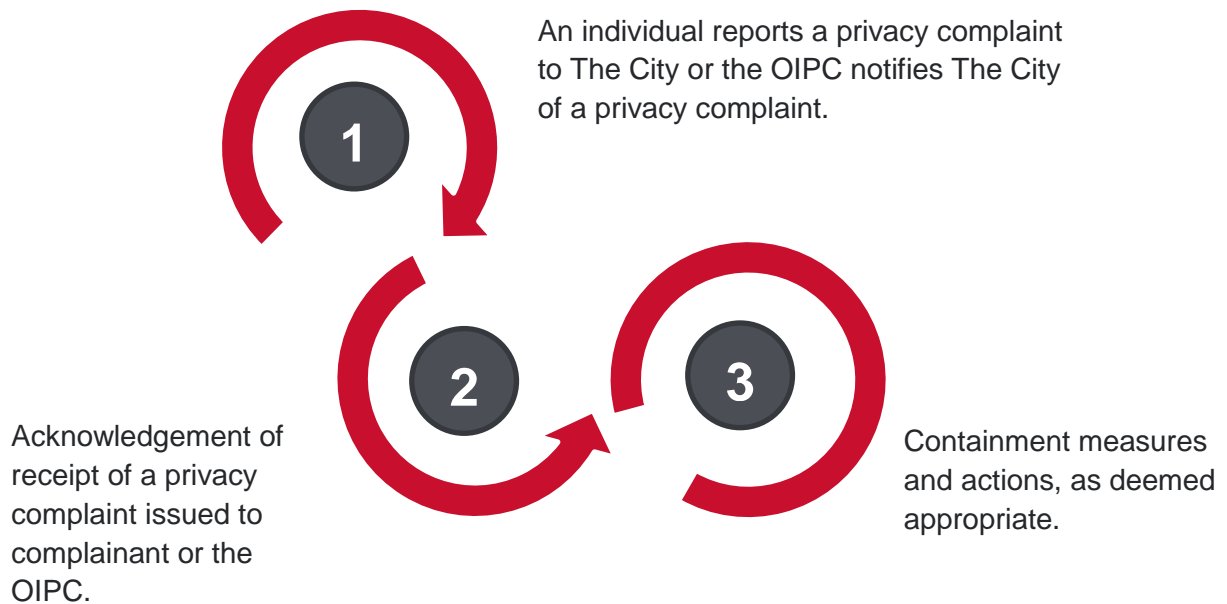 1
An individual reports a privacy complaint
to The City or the OIPC notifies The City
of a privacy complaint.
2
Acknowledgement of
receipt of a privacy
complaint issued to
complainant or the
OIPC.
3
Containment measures
and actions, as deemed
appropriate.